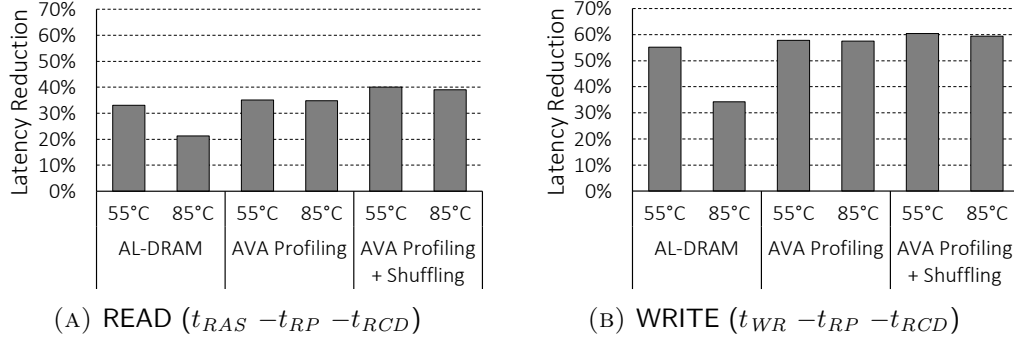 70%
60%
50%
40%
30%
20%
10%
0%
Latency Reduction
55°C 85°C 55°C 85°C 55°C 85°C
AL-DRAM AVA Profiling AVA Profiling
+ Shuffling
(A) READ (tRAS −tRP −tRCD)
70%
60%
50%
40%
30%
20%
10%
0%
Latency Reduction
55°C 85°C 55°C 85°C 55°C 85°C
AL-DRAM AVA Profiling AVA Profiling
+ Shuffling
(B) WRITE (tWR −tRP −tRCD)